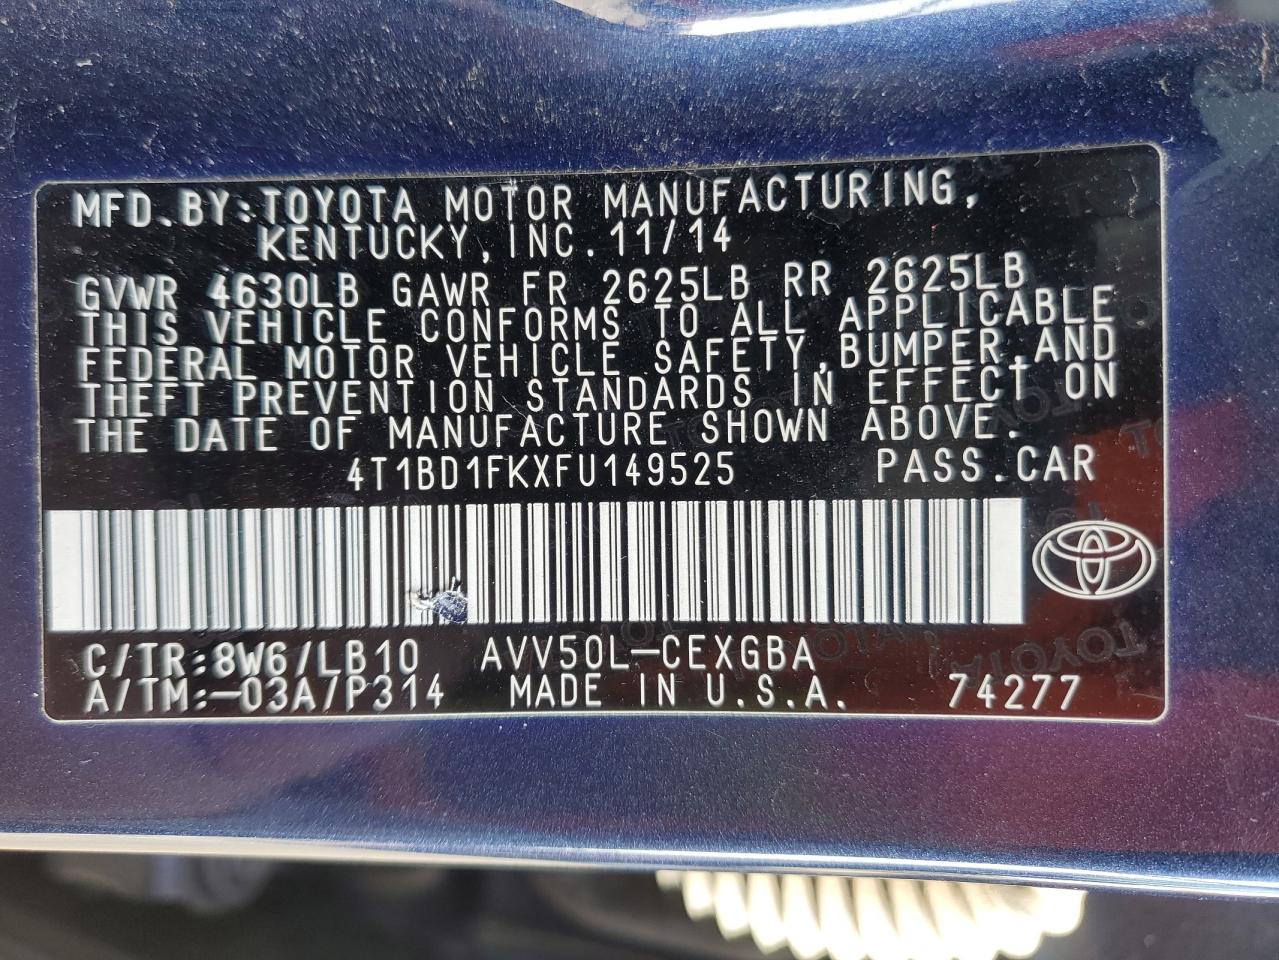 MFD.BY:TOYOTA MOTOR MANUFACTURING,
KENTUCKY,INC.11/14
GVWR 4630LB GAWR FR 2625LB RR 2625LB
THIS VEHICLE CONFORMS TO ALL APPLICABLE
FEDERAL MOTOR VEHICLE SAFETY,BUMPER,AND
THEFT PREVENTION STANDARDS IN EFFECT ON
THE DATE OF MANUFACTURE SHOWN ABOVE.
4T1BD1FKXFU149525 PASS.CAR
C/TR:8W6/LB10 AVV50L-CEXGBA
A/TM:-03A/P314 MADE IN U.S.A. 74277